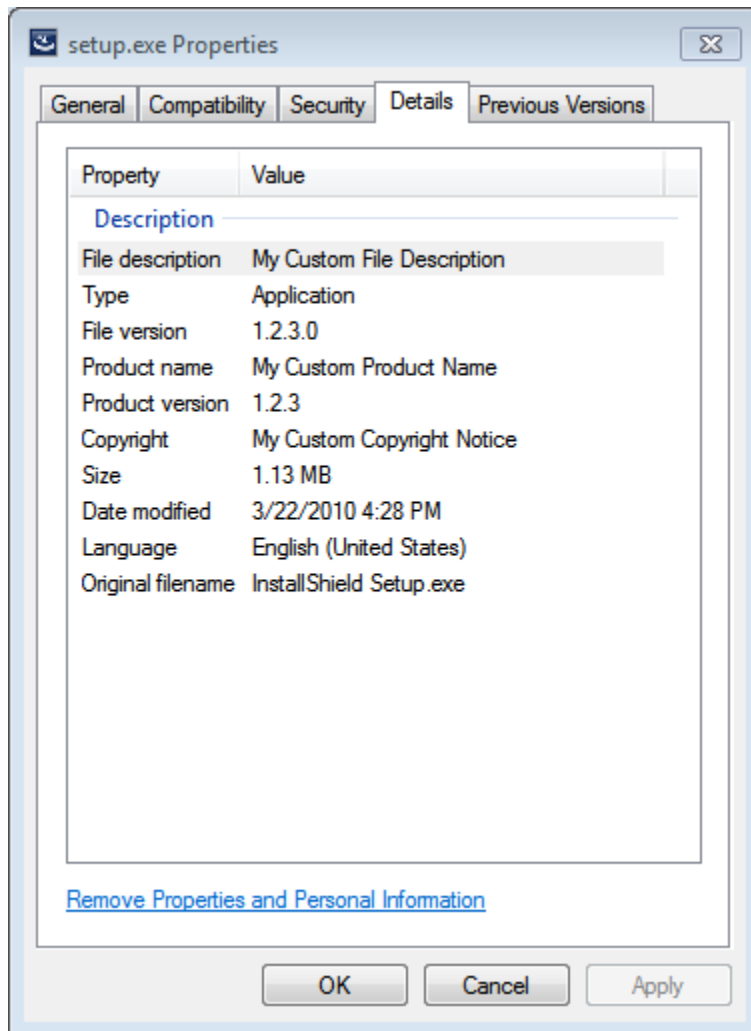 setup.exe Properties
General Compatibility Security Details Previous Versions
Property Value
Description
File description My Custom File Description
Type Application
File version 1.2.3.0
Product name My Custom Product Name
Product version 1.2.3
Copyright My Custom Copyright Notice
Size 1.13 MB
Date modified 3/22/2010 4:28 PM
Language English (United States)
Original filename InstallShield Setup.exe
Remove Properties and Personal Information
OK Cancel Apply